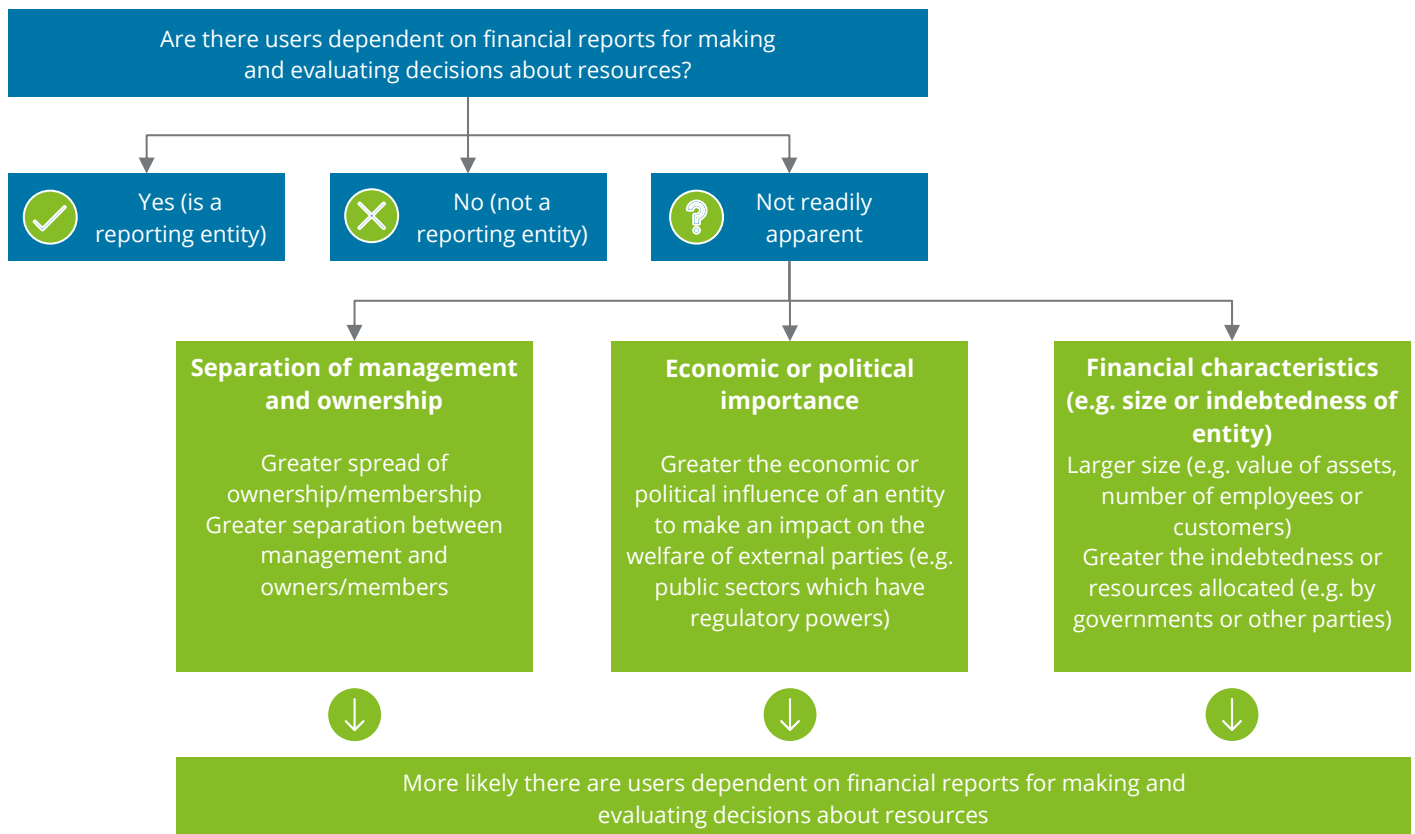 Are there users dependent on financial reports for making
and evaluating decisions about resources?
Yes (is a
reporting entity)
No (not a
reporting entity)
?
Not readily
apparent
Separation of management
and ownership
Greater spread of
ownership/membership
Greater separation between
management and
owners/members
Economic or political
importance
Greater the economic or
political influence of an entity
to make an impact on the
welfare of external parties (e.g.
public sectors which have
regulatory powers)
Financial characteristics
(e.g. size or indebtedness of
entity)
Larger size (e.g. value of assets,
number of employees or
customers)
Greater the indebtedness or
resources allocated (e.g. by
governments or other parties)
More likely there are users dependent on financial reports for making and
evaluating decisions about resources